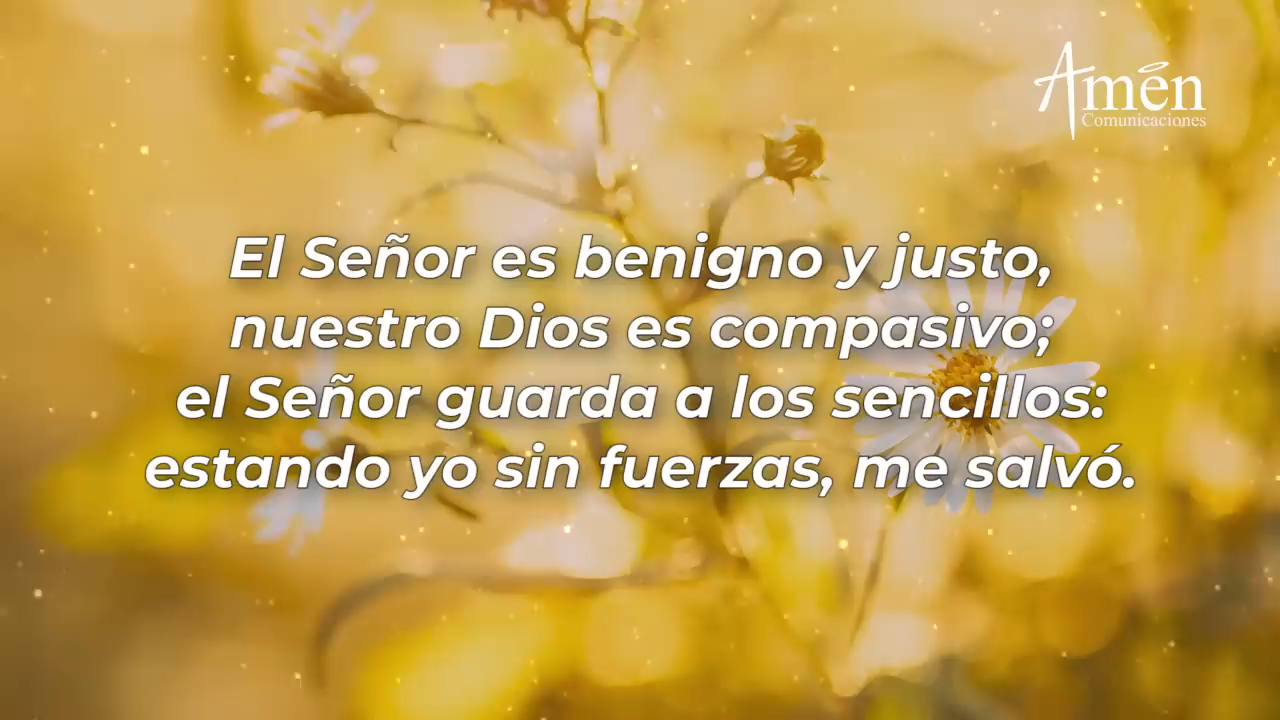 Amén
Comunicaciones
El Señor es benigno y justo,
nuestro Dios es compasivo;
el Señor guarda a los sencillos:
estando yo sin fuerzas, me salvó.